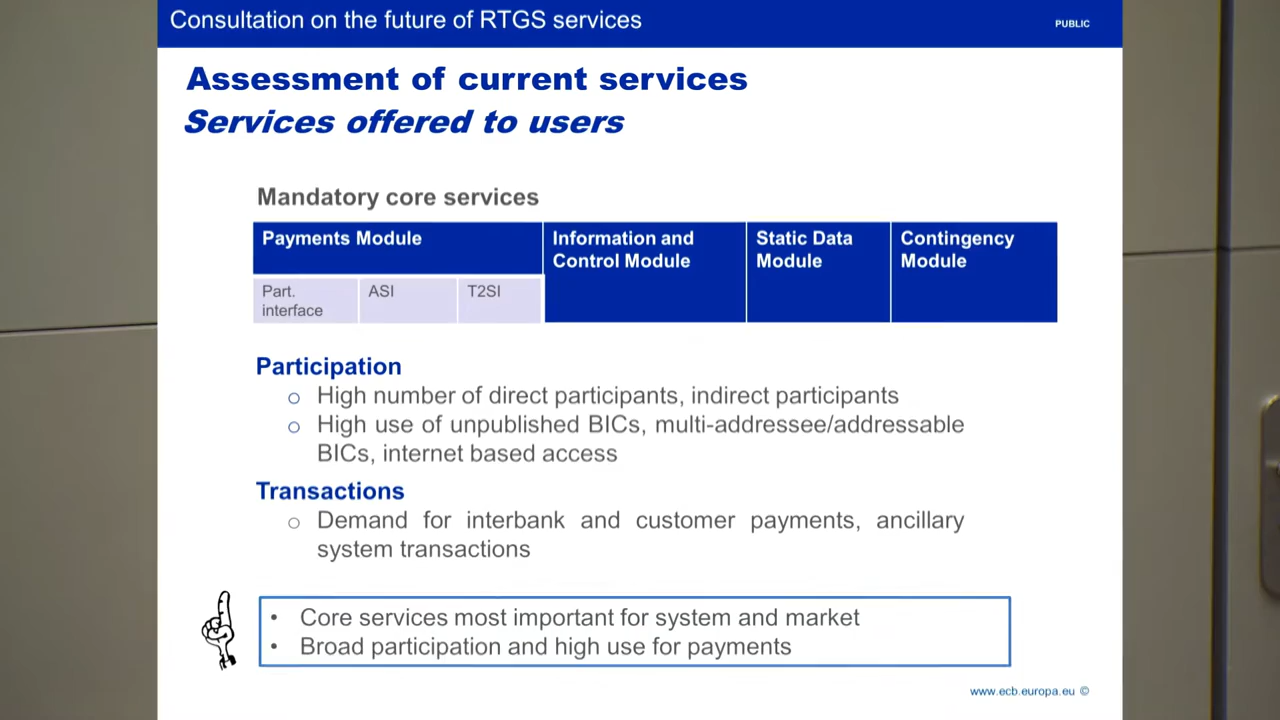 Consultation on the future of RTGS services
PUBLIC
Assessment of current services
Services offered to users
Mandatory core services
Payments Module
Information and
Control Module
Static Data
Module
Contingency
Module
Part.
interface
ASI
T2SI
Participation
o High number of direct participants, indirect participants
o High use of unpublished BICs, multi-addressee/addressable
BICs, internet based access
Transactions
o Demand for interbank and customer payments, ancillary
system transactions
• Core services most important for system and market
• Broad participation and high use for payments
www.ecb.europa.eu ©